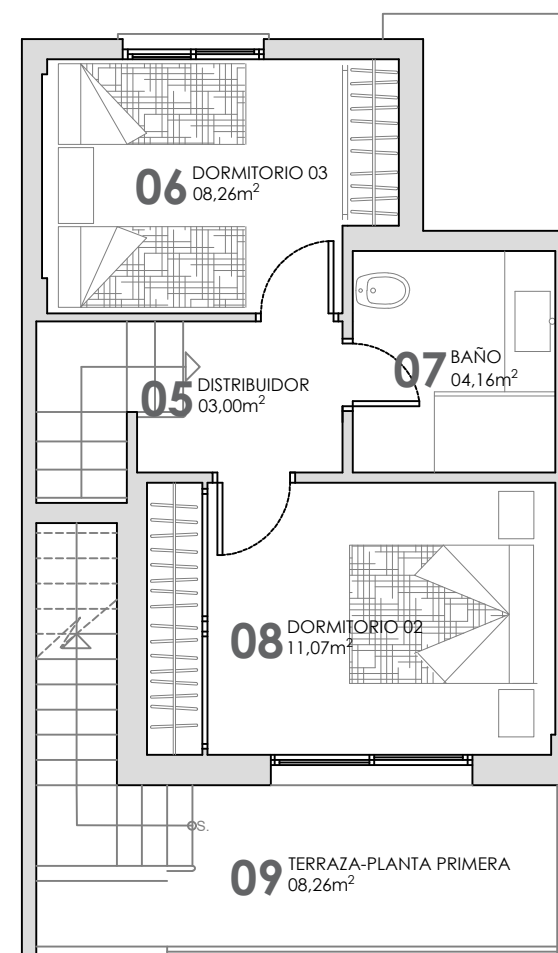 06 DORMITORIO 03
08,26m²
07 BAÑO
04,16m²
05 DISTRIBUIDOR
03,00m²
08 DORMITORIO 02
11,07m²
S.
09 TERRAZA-PLANTA PRIMERA
08,26m²